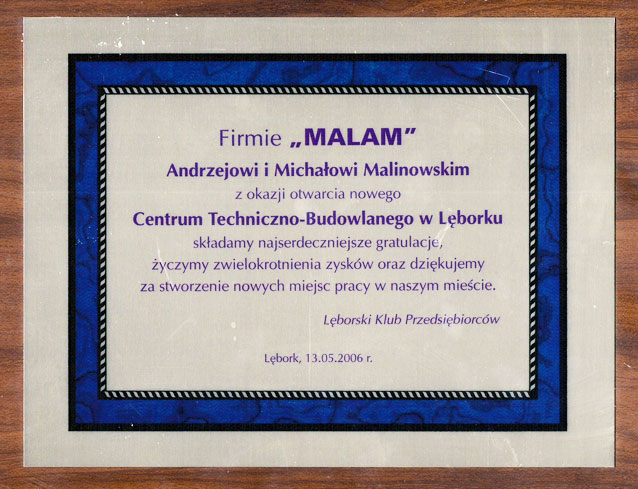 Firmie „MALAM”
Andrzejowi i Michałowi Malinowskim
z okazji otwarcia nowego
Centrum Techniczno-Budowlanego w Lęborku
składamy najserdeczniejsze gratulacje,
życzymy zwielokrotnienia zysków oraz dziękujemy
za stworzenie nowych miejsc pracy w naszym mieście.
Lęborski Klub Przedsiębiorców
Lębork, 13.05.2006 r.